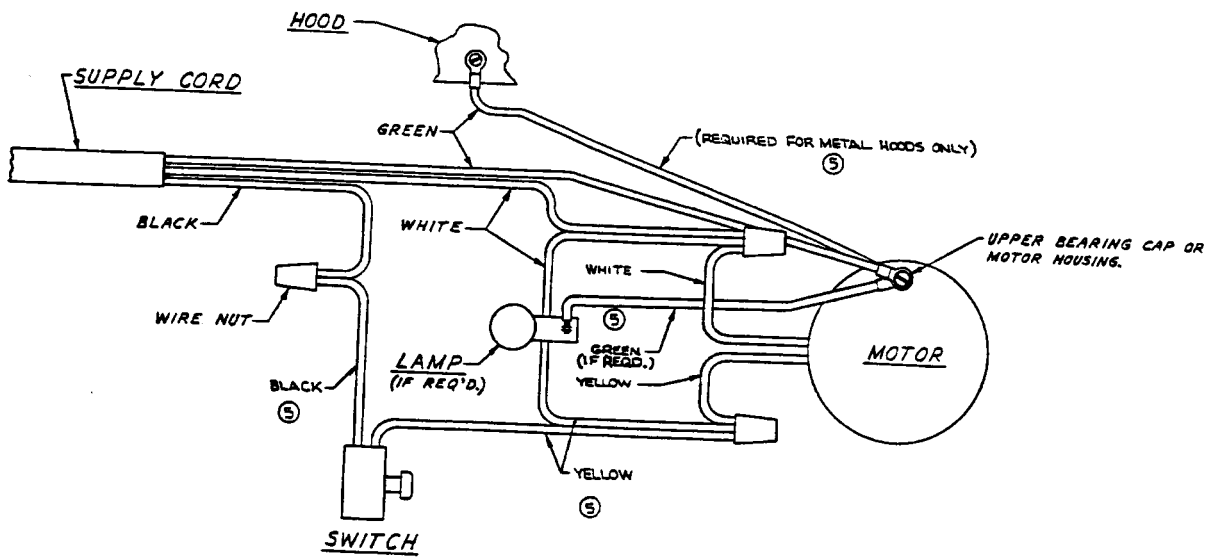 HOOD
SUPPLY CORD
GREEN
(REQUIRED FOR METAL HOODS ONLY)
5
BLACK
WHITE
UPPER BEARING CAP OR
MOTOR HOUSING.
WHITE
WIRE NUT
5
GREEN
(IF REQD.)
LAMP
(IF REQ'D.)
MOTOR
BLACK
5
YELLOW
YELLOW
5
SWITCH